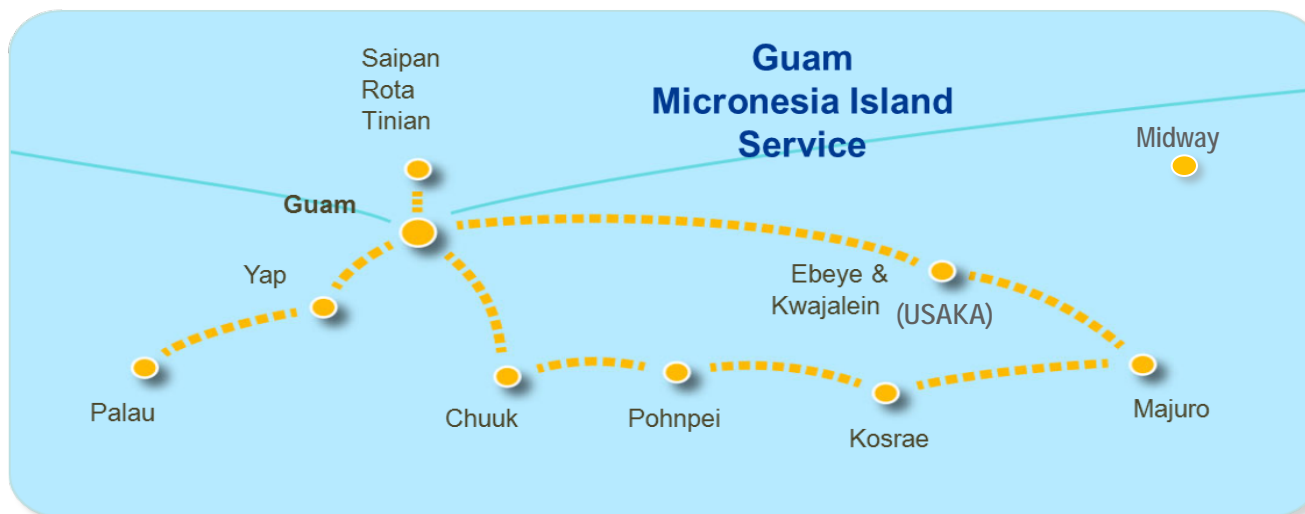 Saipan
Rota
Tinian
Guam
Micronesia Island
Service
Midway
Guam
Yap
Ebeye &
Kwajalein
(USAKA)
Palau
Chuuk
Pohnpei
Kosrae
Majuro